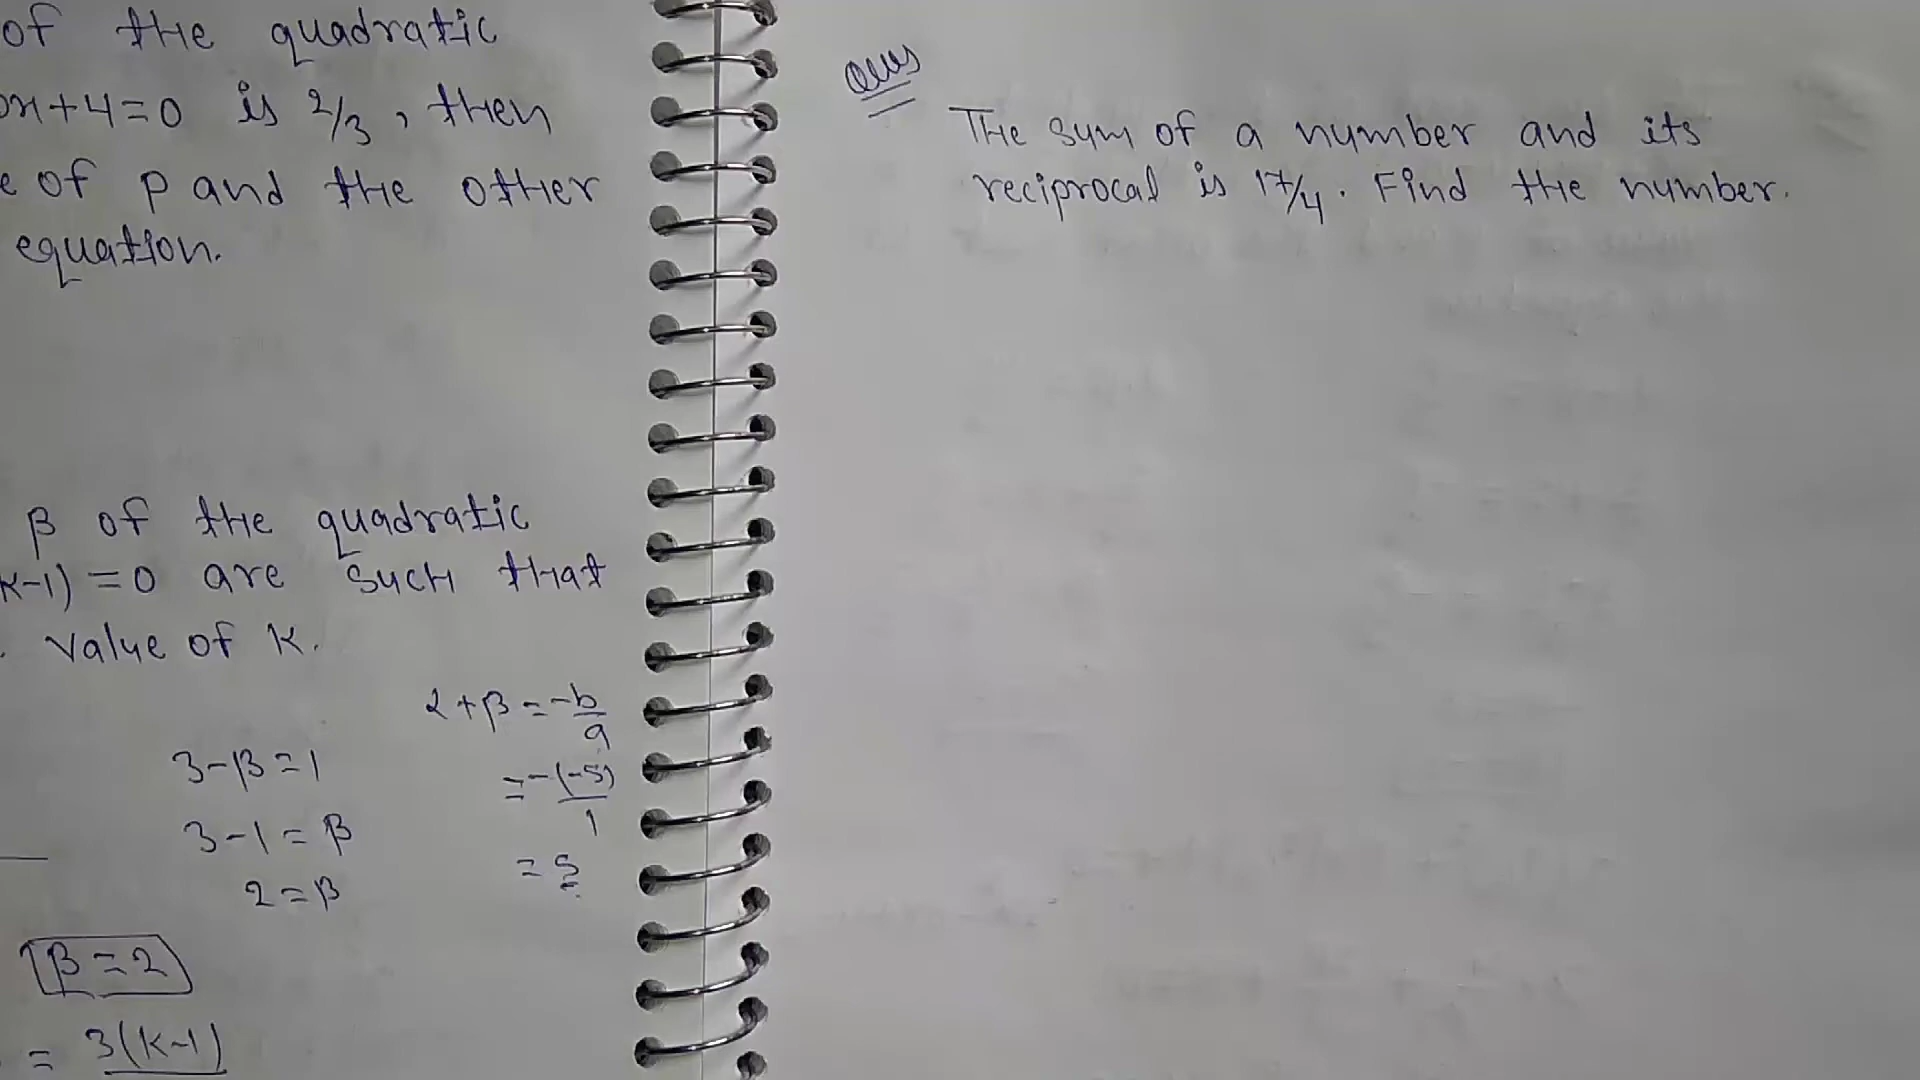 of the quadratic
x+4=0 is 2/3, then
e of p and the other
equation.
β of the quadratic
k-1) =0 are such that
. value of k.
α+β = -b/a
3-β=1
= -(-5)/1
3-1=β
= 5
2=β
β=2
= 3(k-1)
Ques
The sum of a number and its
reciprocal is 17/4. Find the number.